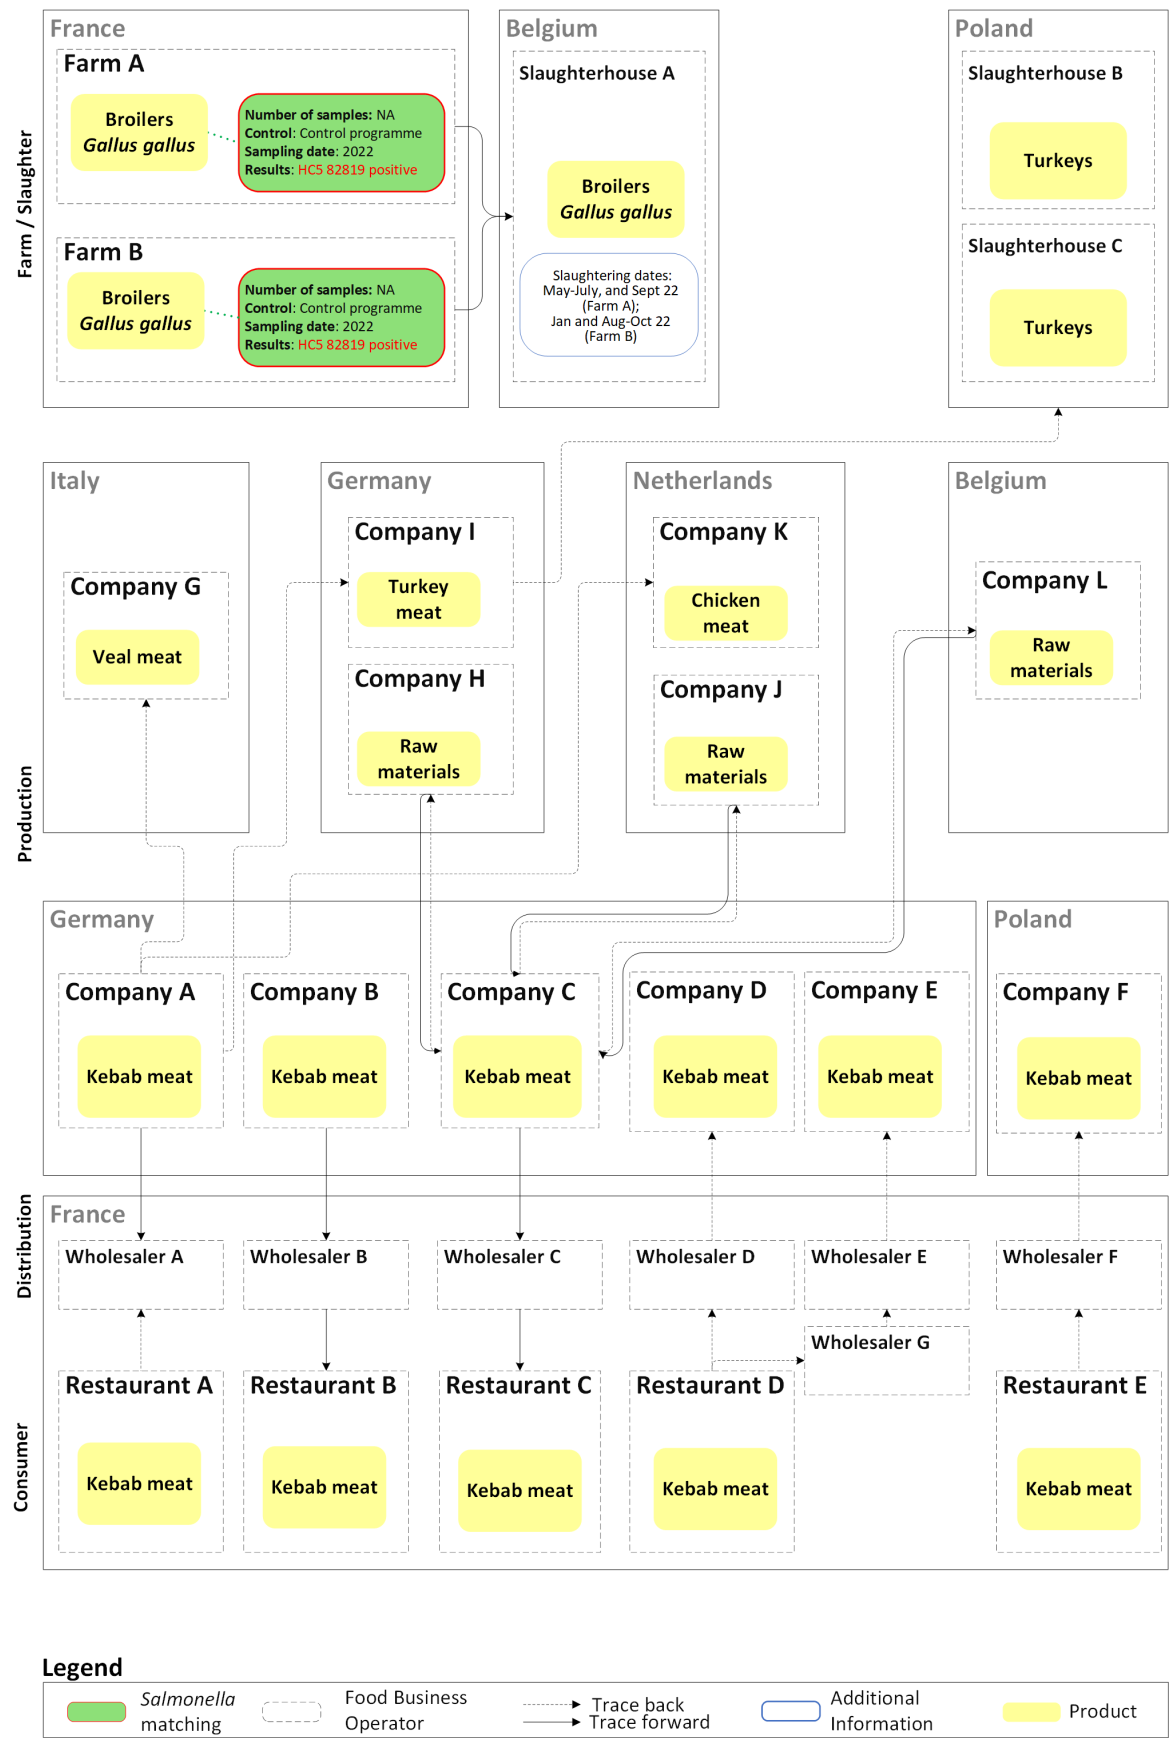 France
Farm A
Broilers
Gallus gallus
Number of samples: NA
Control: Control programme
Sampling date: 2022
Results: HC5 82819 positive
Farm B
Broilers
Gallus gallus
Number of samples: NA
Control: Control programme
Sampling date: 2022
Results: HC5 82819 positive
Belgium
Slaughterhouse A
Broilers
Gallus gallus
Slaughtering dates:
May-July, and Sept 22
(Farm A);
Jan and Aug-Oct 22
(Farm B)
Poland
Slaughterhouse B
Turkeys
Slaughterhouse C
Turkeys
Farm / Slaughter
Italy
Company G
Veal meat
Germany
Company I
Turkey
meat
Company H
Raw
materials
Netherlands
Company K
Chicken
meat
Company J
Raw
materials
Belgium
Company L
Raw
materials
Production
Germany
Company A
Kebab meat
Company B
Kebab meat
Company C
Kebab meat
Company D
Kebab meat
Company E
Kebab meat
Poland
Company F
Kebab meat
Distribution
France
Wholesaler A
Wholesaler B
Wholesaler C
Wholesaler D
Wholesaler E
Wholesaler F
Wholesaler G
Consumer
Restaurant A
Kebab meat
Restaurant B
Kebab meat
Restaurant C
Kebab meat
Restaurant D
Kebab meat
Restaurant E
Kebab meat
Legend
Salmonella
matching
Food Business
Operator
Trace back
Trace forward
Additional
Information
Product